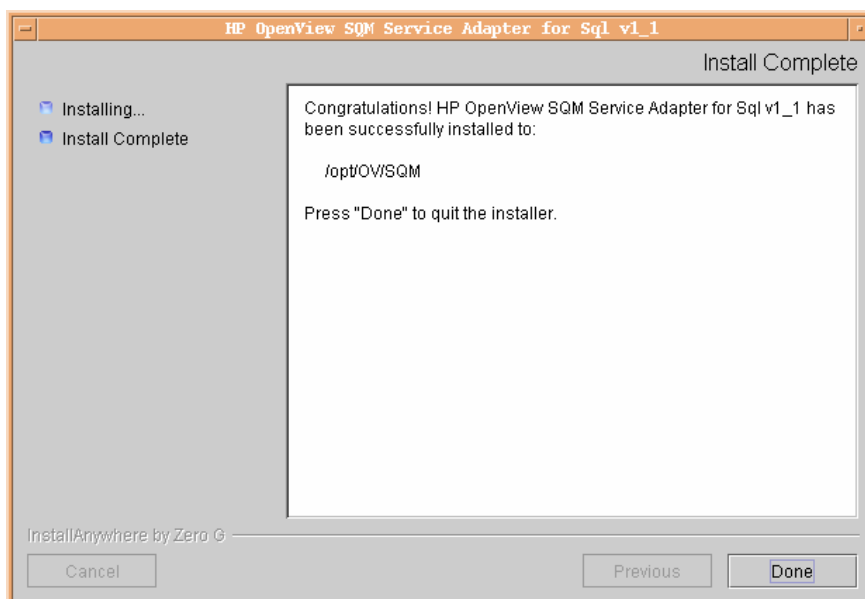 HP OpenView SQM Service Adapter for Sql v1_1
Install Complete
Installing...
Install Complete
Congratulations! HP OpenView SQM Service Adapter for Sql v1_1 has
been successfully installed to:
/opt/OV/SQM
Press "Done" to quit the installer.
InstallAnywhere by Zero G
Cancel
Previous
Done